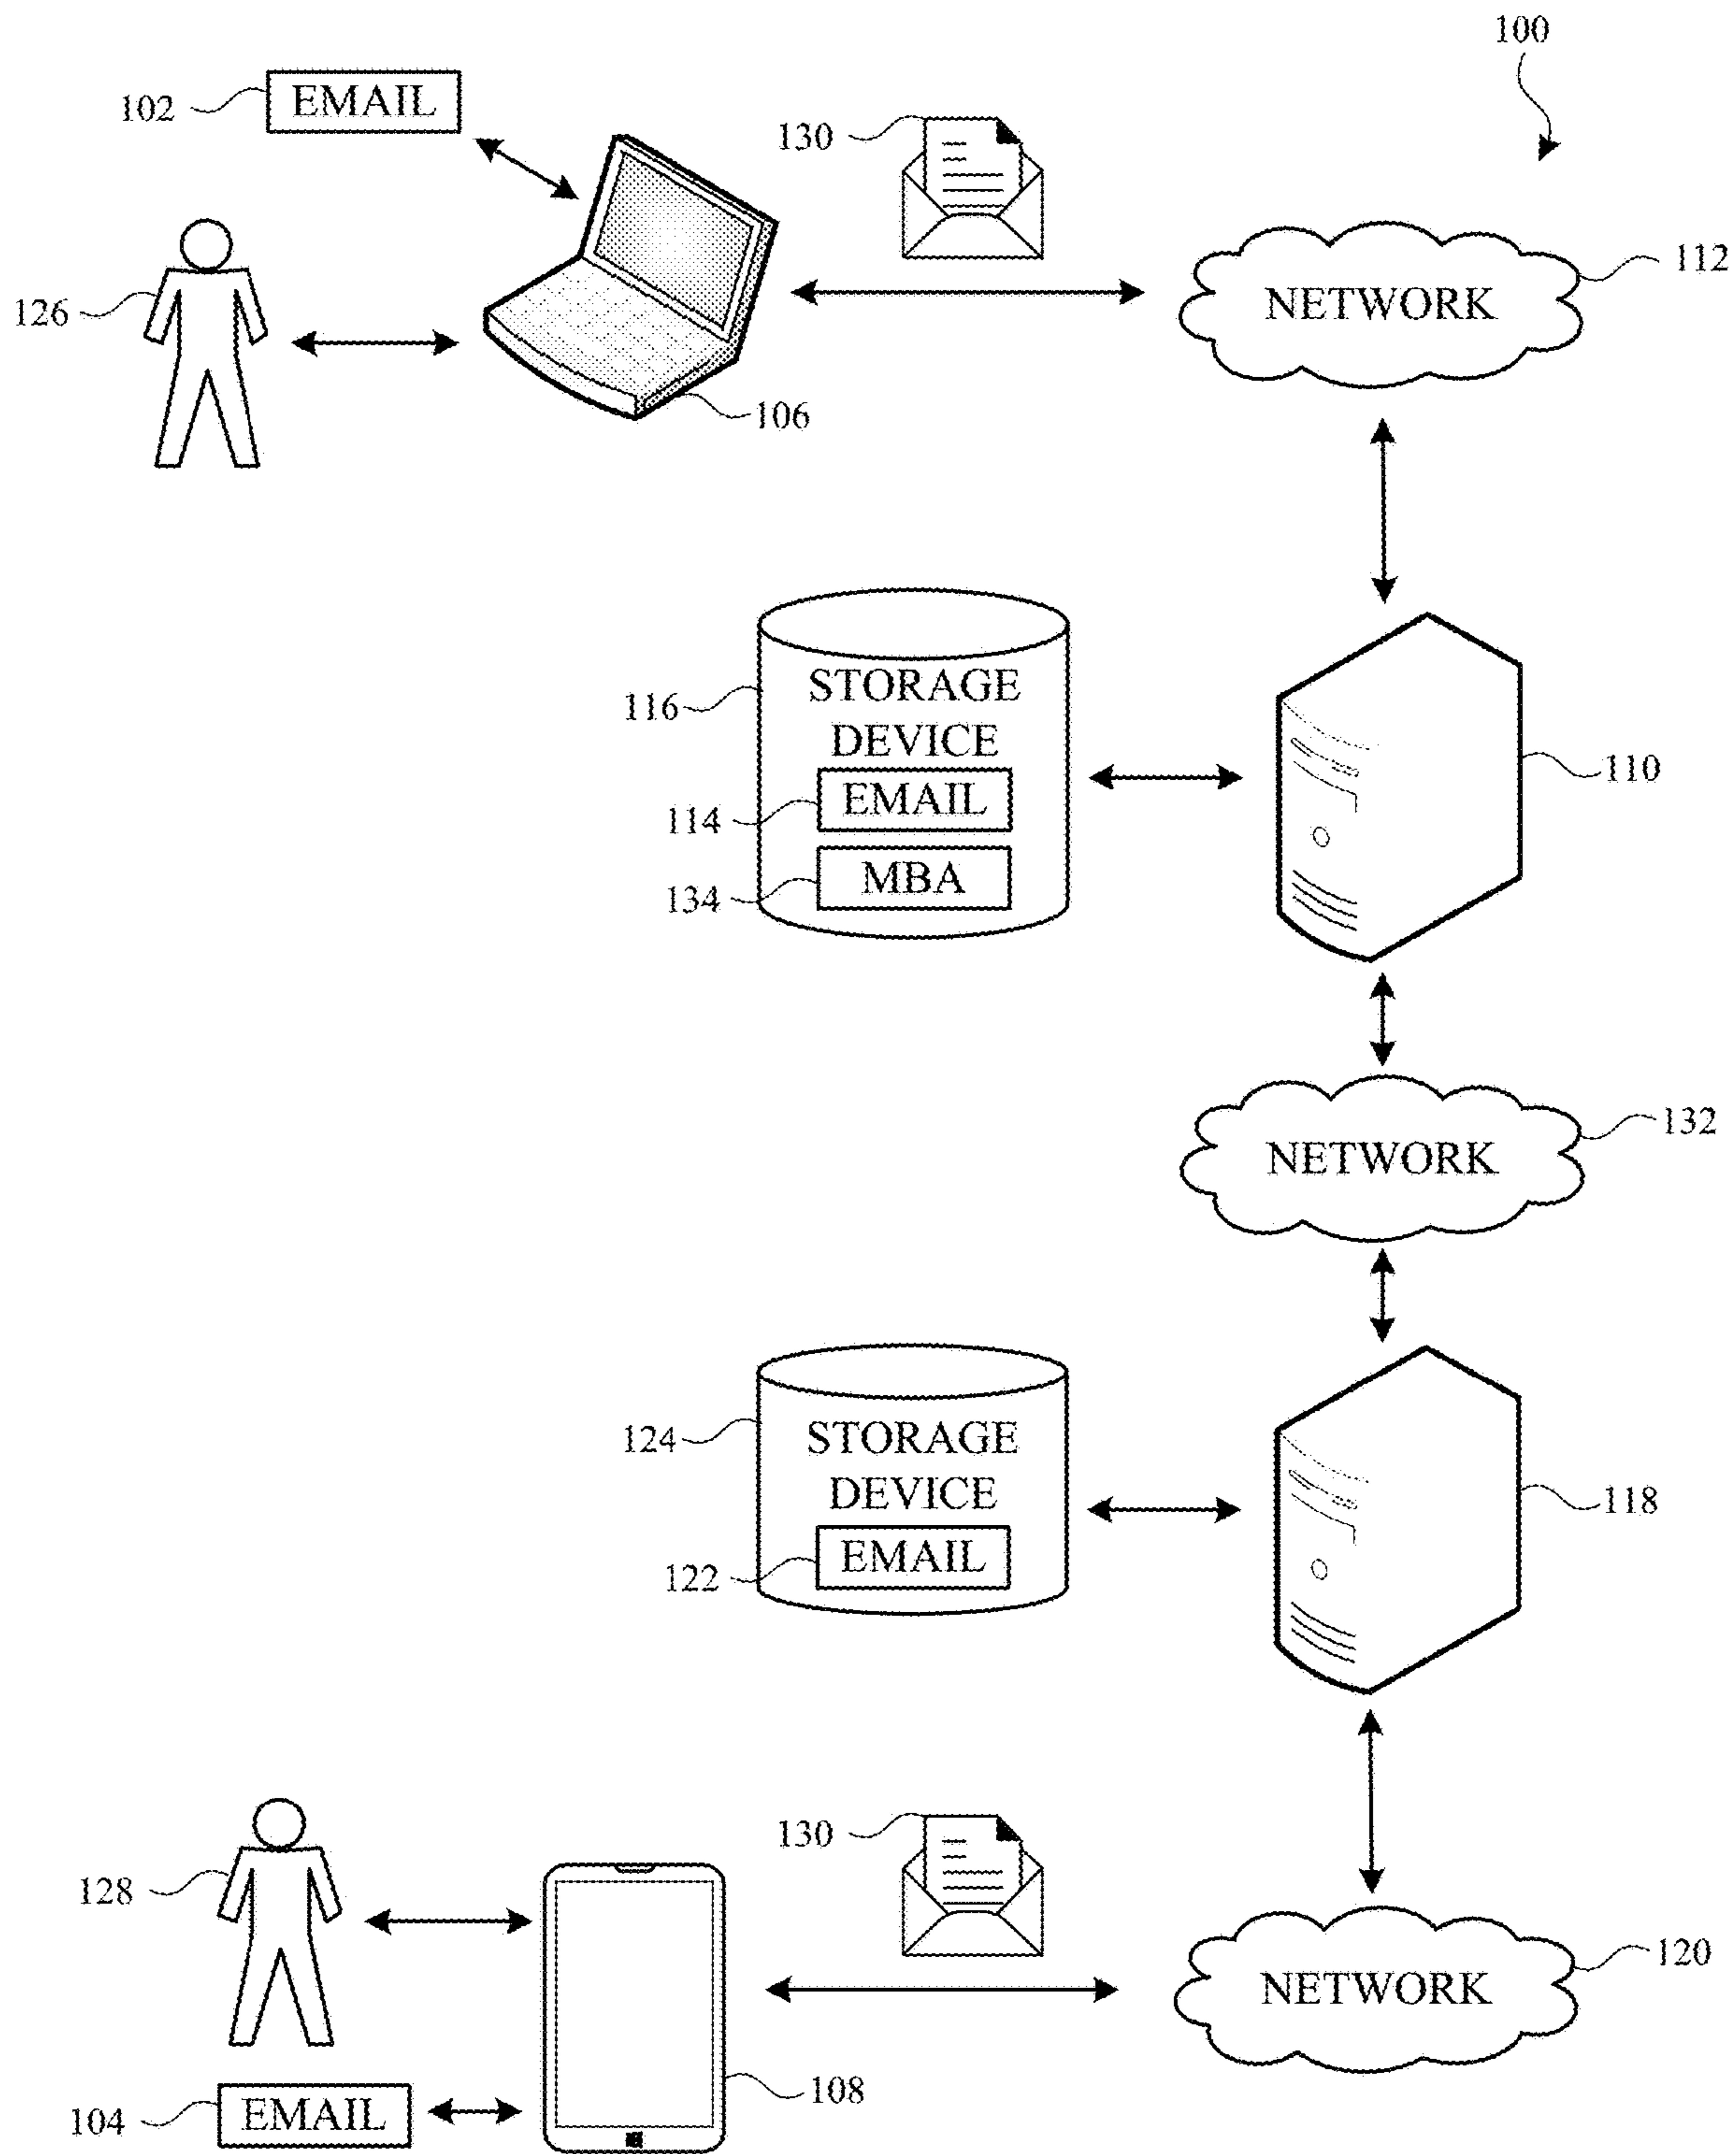 100
102 EMAIL
130
126
112
NETWORK
106
116
STORAGE
DEVICE
110
114 EMAIL
134 MBA
132
NETWORK
124
STORAGE
DEVICE
118
122 EMAIL
130
128
120
NETWORK
108
104 EMAIL